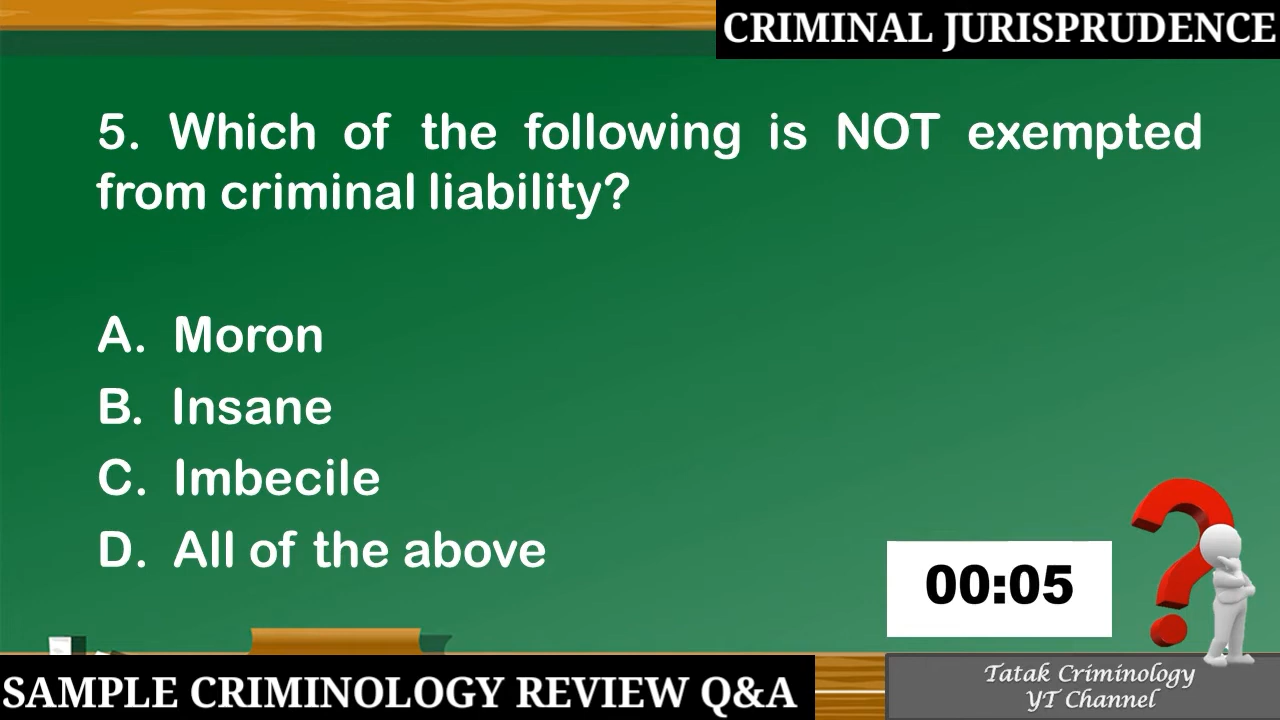 CRIMINAL JURISPRUDENCE
5. Which of the following is NOT exempted
from criminal liability?
A. Moron
B. Insane
C. Imbecile
D. All of the above
00:05
SAMPLE CRIMINOLOGY REVIEW Q&A
Tatak Criminology
YT Channel